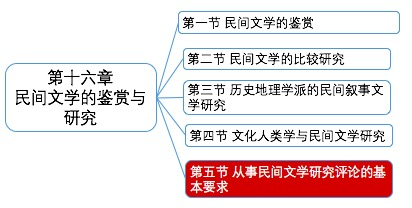 第十六章
民间文学的鉴赏与
研究
第一节 民间文学的鉴赏
第二节 民间文学的比较研究
第三节 历史地理学派的民间叙事文
学研究
第四节 文化人类学与民间文学研究
第五节 从事民间文学研究评论的基
本要求